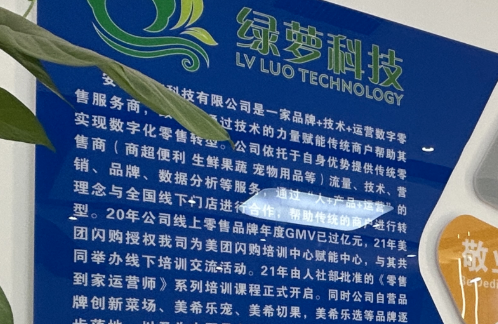 绿萝科技
LV LUO TECHNOLOGY
科技有限公司是一家品牌+技术+运营数字零
售服务商,过技术的力量赋能传统商户帮助其
实现数字化零售转型。公司依托于自身优势提供传统零
售商(商超便利 生鲜果蔬 宠物用品等)流量、技术、营
销、品牌、数据分析等服务,通过“人+产品+运营”的
理念与全国线下门店进行合作,帮助传统的商户进行转
型。20年公司线上零售品牌年度GMV已过亿元,21年美
团闪购授权我司为美团闪购培训中心赋能中心,与其共
同举办线下培训交流活动。21年由人社部批准的《零售
到家运营师》系列培训课程正式开启。同时公司自营品
牌创新菜场、美希乐宠、美希切果,美希乐选等品牌逐
敬